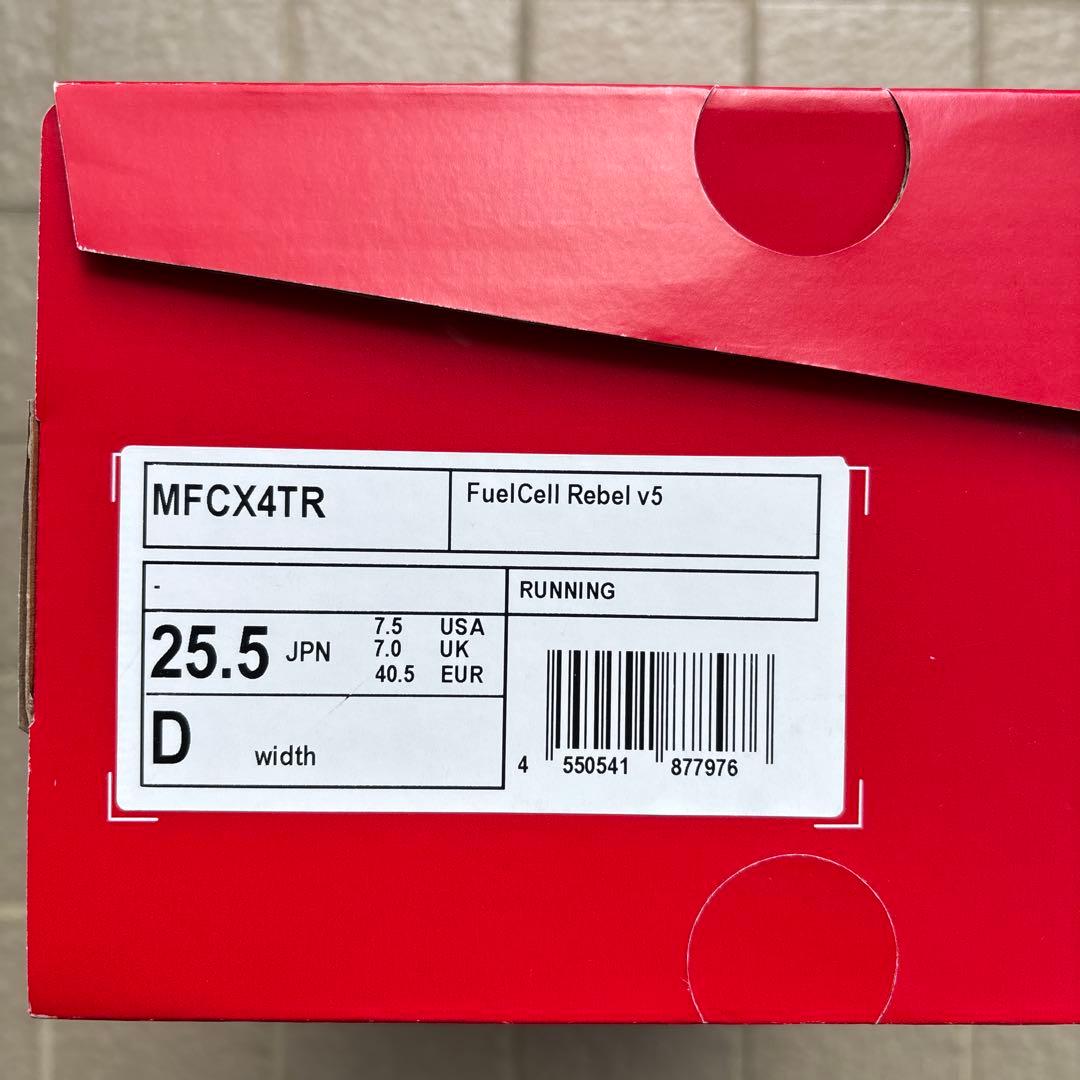 MFCX4TR
FuelCell Rebel v5
-
RUNNING
25.5 JPN
7.5 USA
7.0 UK
40.5 EUR
D width
4 550541 877976